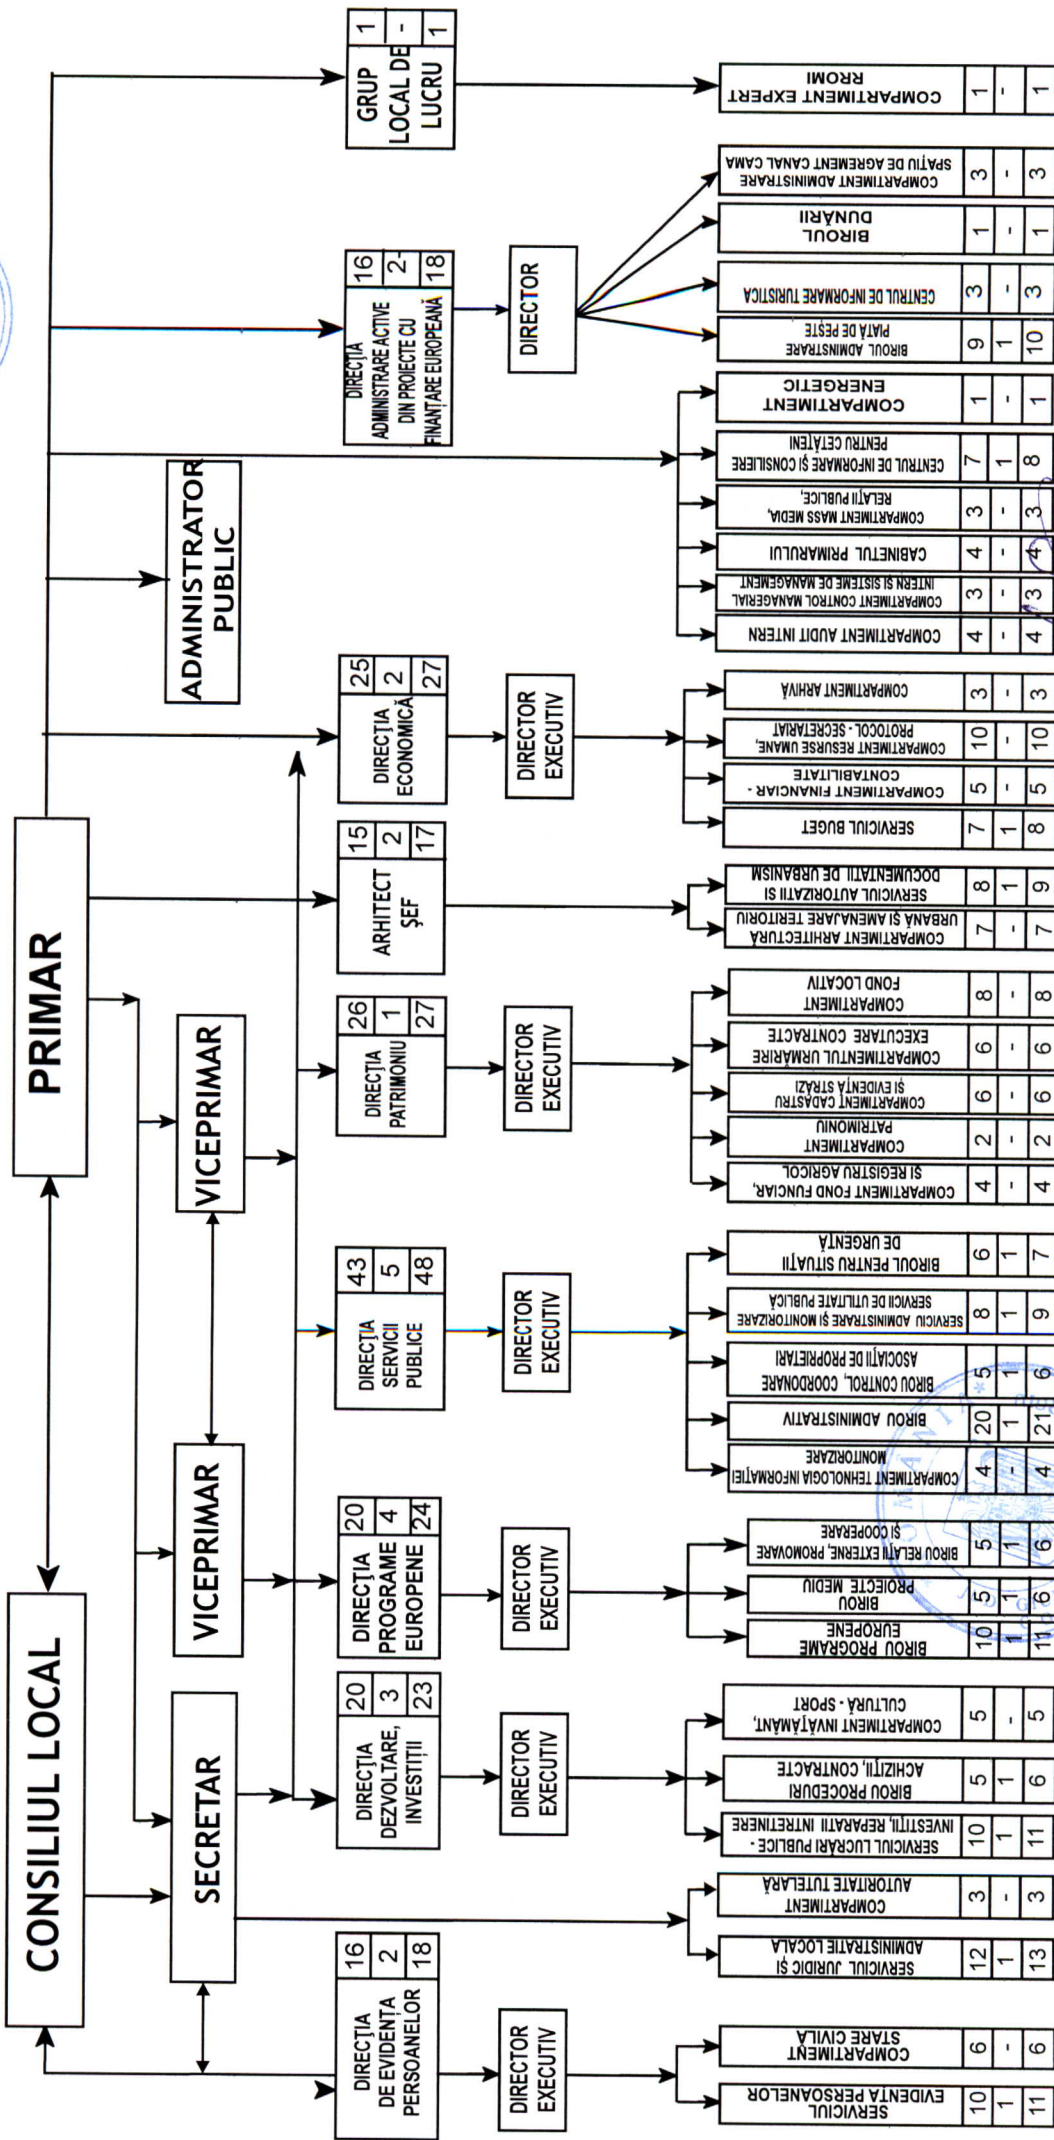 CONSILIUL LOCAL
PRIMAR
SECRETAR
VICEPRIMAR
VICEPRIMAR
ADMINISTRATOR
PUBLIC
DIRECȚIA
DE EVIDENȚA
PERSOANELOR
16
2
18
DIRECȚIA
DEZVOLTARE,
INVESTIȚII
20
3
23
DIRECȚIA
PROGRAME
EUROPENE
20
4
24
DIRECȚIA
SERVICII
PUBLICE
43
5
48
DIRECȚIA
PATRIMONIU
26
1
27
ARHITECT
ȘEF
15
2
17
DIRECȚIA
ECONOMICĂ
25
2
27
DIRECȚIA
ADMINISTRARE ACTIVE
DIN PROIECTE CU
FINANȚARE EUROPEANĂ
16
2-
18
GRUP
LOCAL DE
LUCRU
1
-
1
DIRECTOR
EXECUTIV
DIRECTOR
EXECUTIV
DIRECTOR
EXECUTIV
DIRECTOR
EXECUTIV
DIRECTOR
EXECUTIV
DIRECTOR
EXECUTIV
DIRECTOR
SERVICIUL
EVIDENȚA PERSOANELOR
10
1
11
COMPARTIMENT
STARE CIVILĂ
6
-
6
SERVICIUL JURIDIC ȘI
ADMINISTRATIE LOCALA
12
1
13
COMPARTIMENT
AUTORITATE TUTELARĂ
3
-
3
SERVICIUL LUCRĂRI PUBLICE -
INVESTIȚII, REPARATII INTRETINERE
10
1
11
BIROU PROCEDURI
ACHIZIȚII, CONTRACTE
5
1
6
COMPARTIMENT INVĂȚĂMÂNT,
CULTURĂ - SPORT
5
-
5
BIROU PROGRAME
EUROPENE
10
1
11
BIROU
PROIECTE MEDIU
5
1
6
BIROU RELAȚII EXTERNE, PROMOVARE
ȘI COOPERARE
5
1
6
COMPARTIMENT TEHNOLOGIA INFORMAȚIEI
MONITORIZARE
4
-
4
BIROU ADMINISTRATIV
20
1
21
BIROU CONTROL, COORDONARE
ASOCIAȚII DE PROPRIETARI
5
1
6
SERVICIU ADMINISTRARE ȘI MONITORIZARE
SERVICII DE UTILITATE PUBLICĂ
8
1
9
BIROUL PENTRU SITUAȚII
DE URGENȚĂ
6
1
7
COMPARTIMENT FOND FUNCIAR,
ȘI REGISTRU AGRICOL
4
-
4
COMPARTIMENT
PATRIMONIU
2
-
2
COMPARTIMENT CADASTRU
ȘI EVIDENȚA STRĂZI
6
-
6
COMPARTIMENTUL URMĂRIRE
EXECUTARE CONTRACTE
6
-
6
COMPARTIMENT
FOND LOCATIV
8
-
8
COMPARTIMENT ARHITECTURĂ
URBANĂ ȘI AMENAJARE TERITORIU
7
-
7
SERVICIUL AUTORIZATII SI
DOCUMENTATII DE URBANISM
8
1
9
SERVICIUL BUGET
7
1
8
COMPARTIMENT FINANCIAR -
CONTABILITATE
5
-
5
COMPARTIMENT RESURSE UMANE,
PROTOCOL - SECRETARIAT
10
-
10
COMPARTIMENT ARHIVĂ
3
-
3
COMPARTIMENT AUDIT INTERN
4
-
4
COMPARTIMENT CONTROL MANAGERIAL
INTERN ȘI SISTEME DE MANAGEMENT
3
-
3
CABINETUL PRIMARULUI
4
-
4
COMPARTIMENT MASS MEDIA,
RELAȚII PUBLICE,
3
-
3
CENTRUL DE INFORMARE ȘI CONSILIERE
PENTRU CETĂȚENI
7
1
8
COMPARTIMENT
ENERGETIC
1
-
1
BIROUL ADMINSTRARE
PIAȚĂ DE PEȘTE
9
1
10
CENTRUL DE INFORMARE TURISTICA
3
-
3
BIROUL
DUNĂRII
1
-
1
COMPARTIMENT ADMINISTRARE
SPAȚIU DE AGREMENT CANAL CAMA
3
-
3
COMPARTIMENT EXPERT
RROMI
1
-
1